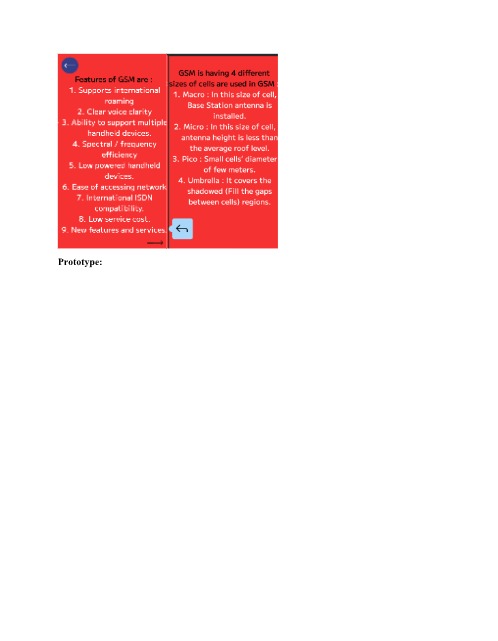 Features of GSM are :
1. Supports international
roaming
2. Clear voice clarity
3. Ability to support multiple
handheld devices.
4. Spectral / frequency
efficiency
5. Low powered handheld
devices.
6. Ease of accessing network
7. International ISDN
compatibility.
8. Low service cost.
9. New features and services.
GSM is having 4 different
sizes of cells are used in GSM
1. Macro : In this size of cell,
Base Station antenna is
installed.
2. Micro : In this size of cell,
antenna height is less than
the average roof level.
3. Pico : Small cells' diameter
of few meters.
4. Umbrella : It covers the
shadowed (Fill the gaps
between cells) regions.
Prototype: